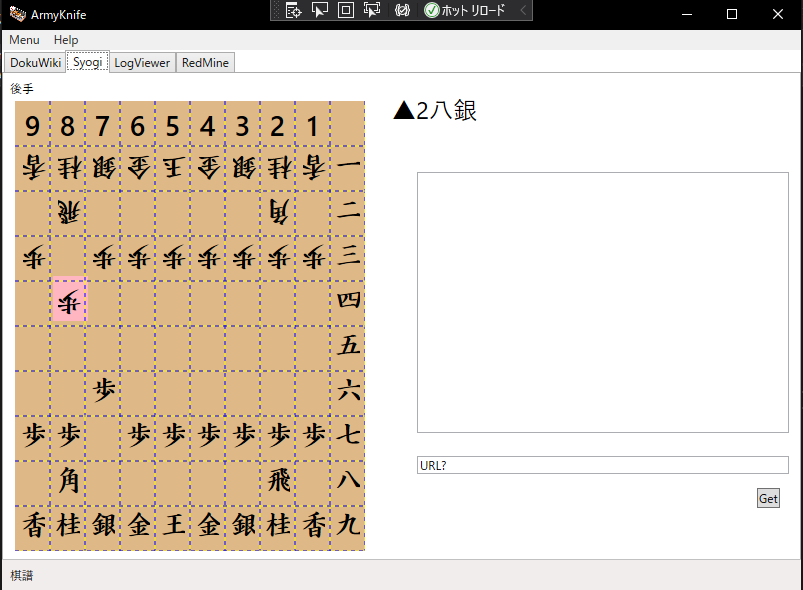 ArmyKnife
ホット リロード
Menu Help
DokuWiki Syogi LogViewer RedMine
後手
▲2八銀
9 8 7 6 5 4 3 2 1
香 桂 銀 金 王 金 銀 桂 香 一
飛 角 二
歩 歩 歩 歩 歩 歩 歩 歩 三
歩 四
五
歩 六
歩 歩 歩 歩 歩 歩 歩 歩 七
角 飛 八
香 桂 銀 金 王 金 銀 桂 香 九
URL?
Get
棋譜